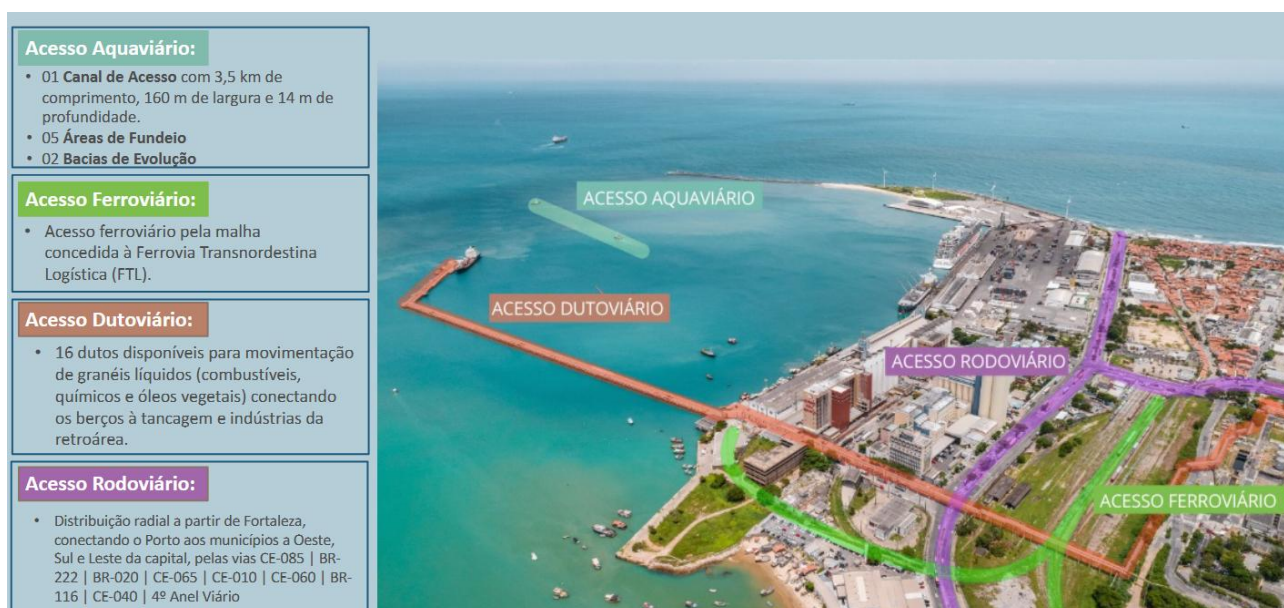 Acesso Aquaviário:
• 01 Canal de Acesso com 3,5 km de
comprimento, 160 m de largura e 14 m de
profundidade.
• 05 Áreas de Fundeio
• 02 Bacias de Evolução
Acesso Ferroviário:
• Acesso ferroviário pela malha
concedida à Ferrovia Transnordestina
Logística (FTL).
Acesso Dutoviário:
• 16 dutos disponíveis para movimentação
de granéis líquidos (combustíveis,
químicos e óleos vegetais) conectando
os berços à tancagem e indústrias da
retroárea.
Acesso Rodoviário:
• Distribuição radial a partir de Fortaleza,
conectando o Porto aos municípios a Oeste,
Sul e Leste da capital, pelas vias CE-085 | BR-
222 | BR-020 | CE-065 | CE-010 | CE-060 | BR-
116 | CE-040 | 4º Anel Viário
ACESSO AQUAVIÁRIO
ACESSO DUTOVIÁRIO
ACESSO RODOVIÁRIO
ACESSO FERROVIÁRIO